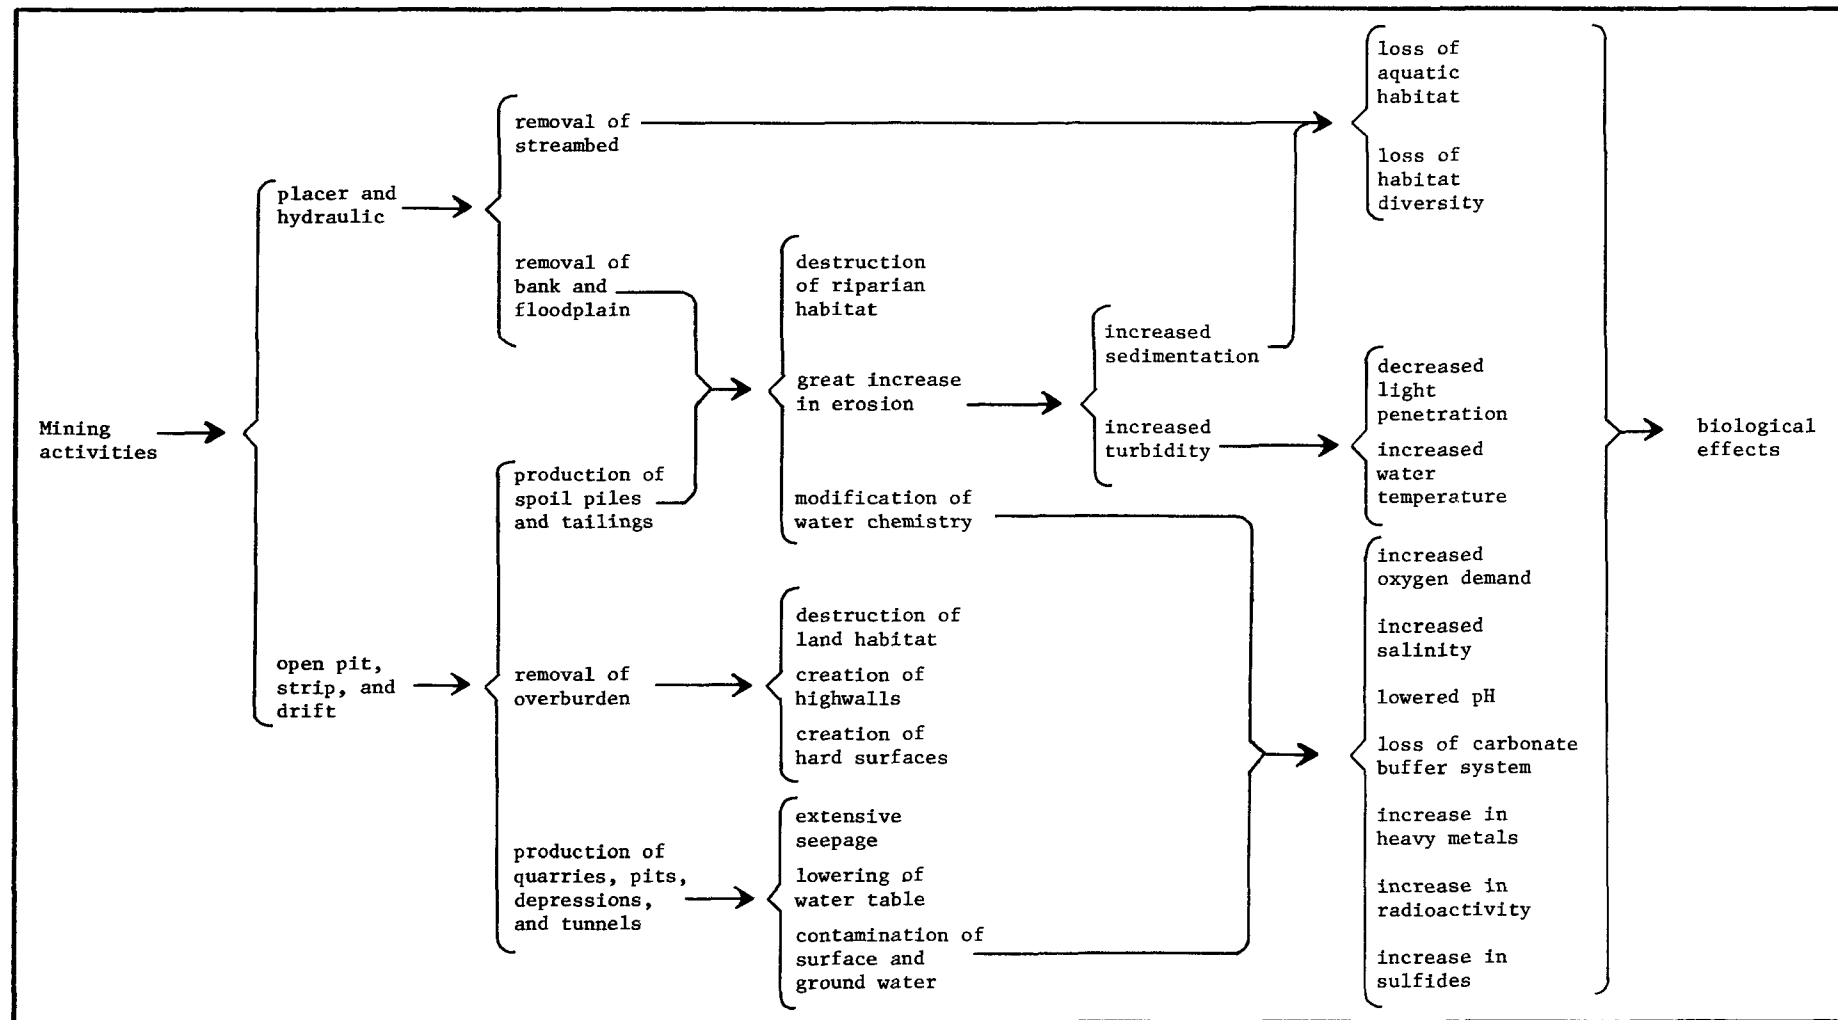 Mining
activities
placer and
hydraulic
open pit,
strip, and
drift
removal of
streambed
removal of
bank and
floodplain
production of
spoil piles
and tailings
removal of
overburden
production of
quarries, pits,
depressions,
and tunnels
destruction
of riparian
habitat
great increase
in erosion
modification of
water chemistry
destruction of
land habitat
creation of
highwalls
creation of
hard surfaces
extensive
seepage
lowering of
water table
contamination of
surface and
ground water
increased
sedimentation
increased
turbidity
loss of
aquatic
habitat
loss of
habitat
diversity
decreased
light
penetration
increased
water
temperature
increased
oxygen demand
increased
salinity
lowered pH
loss of carbonate
buffer system
increase in
heavy metals
increase in
radioactivity
increase in
sulfides
biological
effects